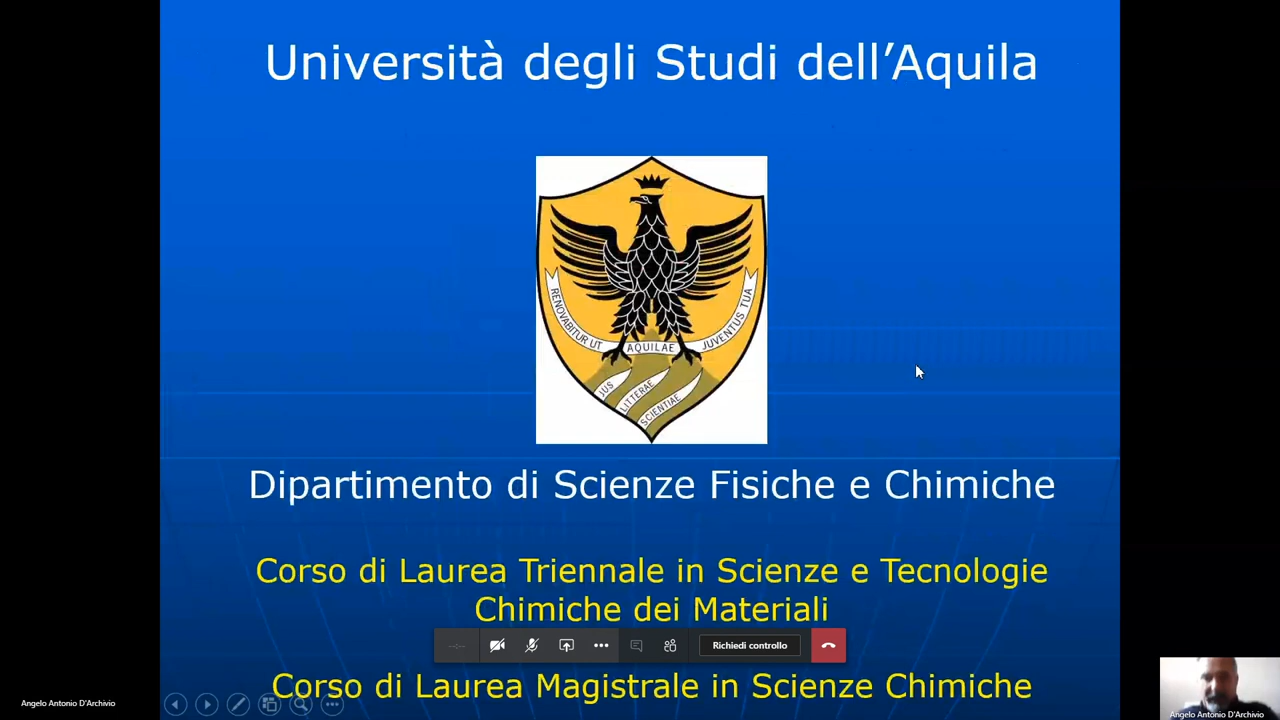 Università degli Studi dell’Aquila
RENOVABITUR UT
AQUILAE
JUVENTUS TUA
JUS
LITTERAE
SCIENTIAE
Dipartimento di Scienze Fisiche e Chimiche
Corso di Laurea Triennale in Scienze e Tecnologie
Chimiche dei Materiali
--:--
Richiedi controllo
Corso di Laurea Magistrale in Scienze Chimiche
Angelo Antonio D'Archivio
Angelo Antonio D'Archivio